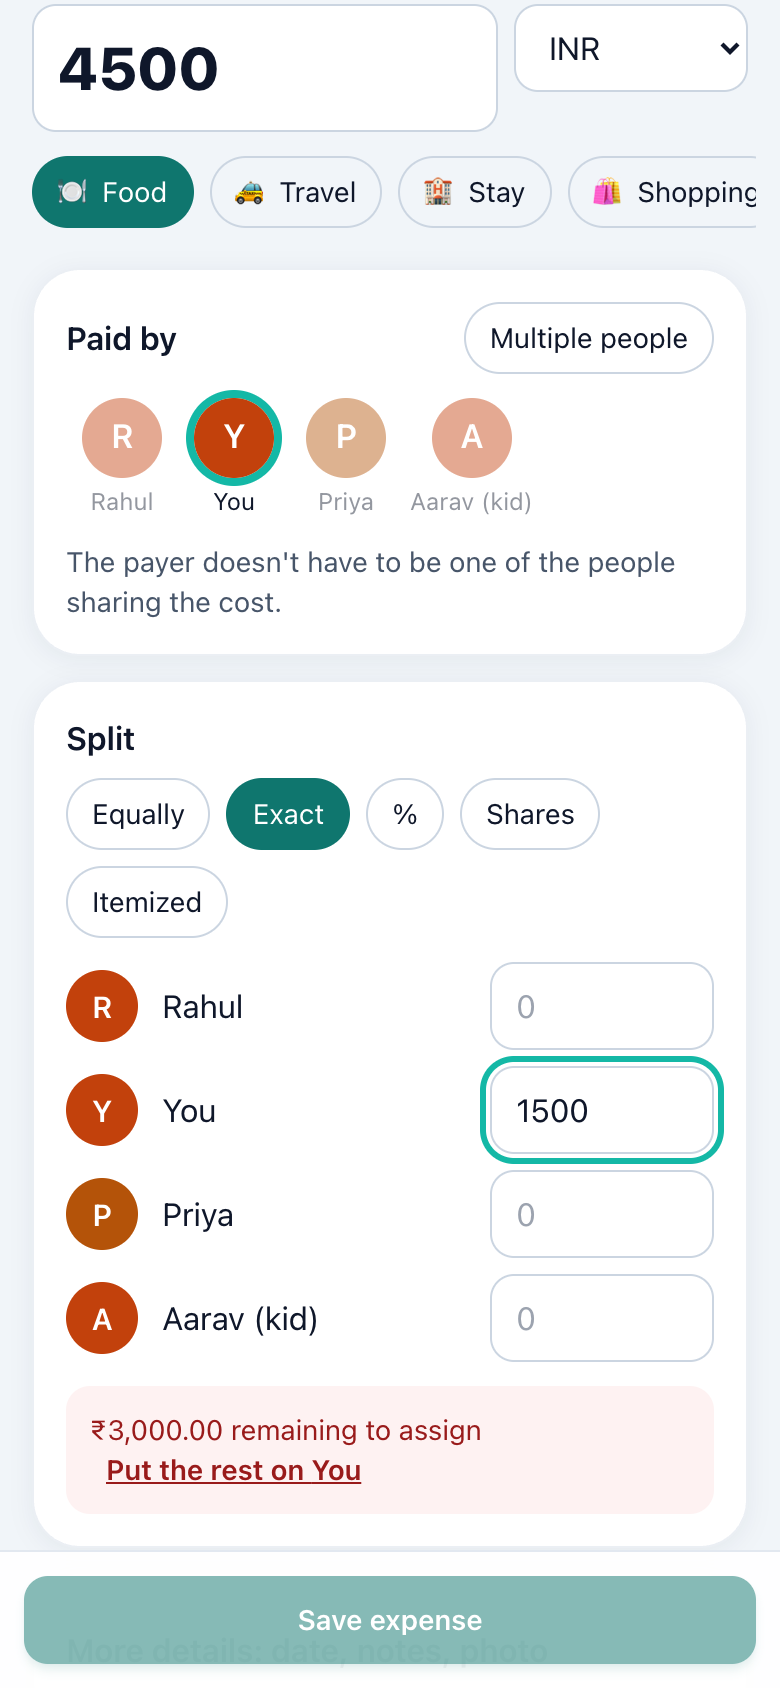 4500
INR
Food Travel Stay Shopping
Paid by
Multiple people
R Y P A
Rahul You Priya Aarav (kid)
The payer doesn't have to be one of the people
sharing the cost.
Split
Equally Exact % Shares
Itemized
R Rahul 0
Y You 1500
P Priya 0
A Aarav (kid) 0
₹3,000.00 remaining to assign
Put the rest on You
Save expense
More details: date, notes, photo